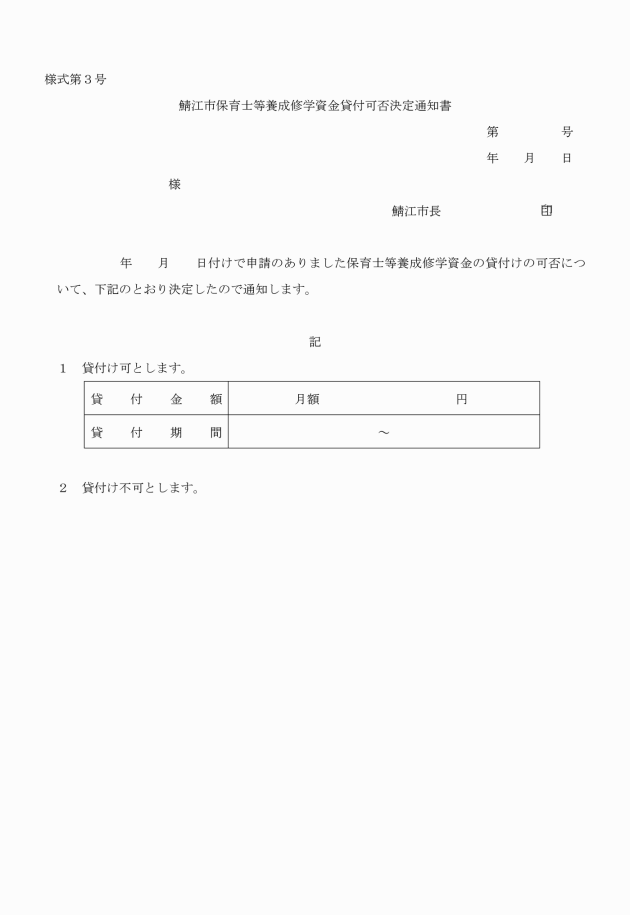 様式第３号
鯖江市保育士等養成修学資金貸付可否決定通知書
第　　　　　号
年　　月　　日
様
鯖江市長　　　　　　　　印
年　　月　　日付けで申請のありました保育士等養成修学資金の貸付けの可否につ
いて、下記のとおり決定したので通知します。
記
１　貸付け可とします。
貸　付　金　額　　月額　　　　　　　　　　　円
貸　付　期　間　　～
２　貸付け不可とします。